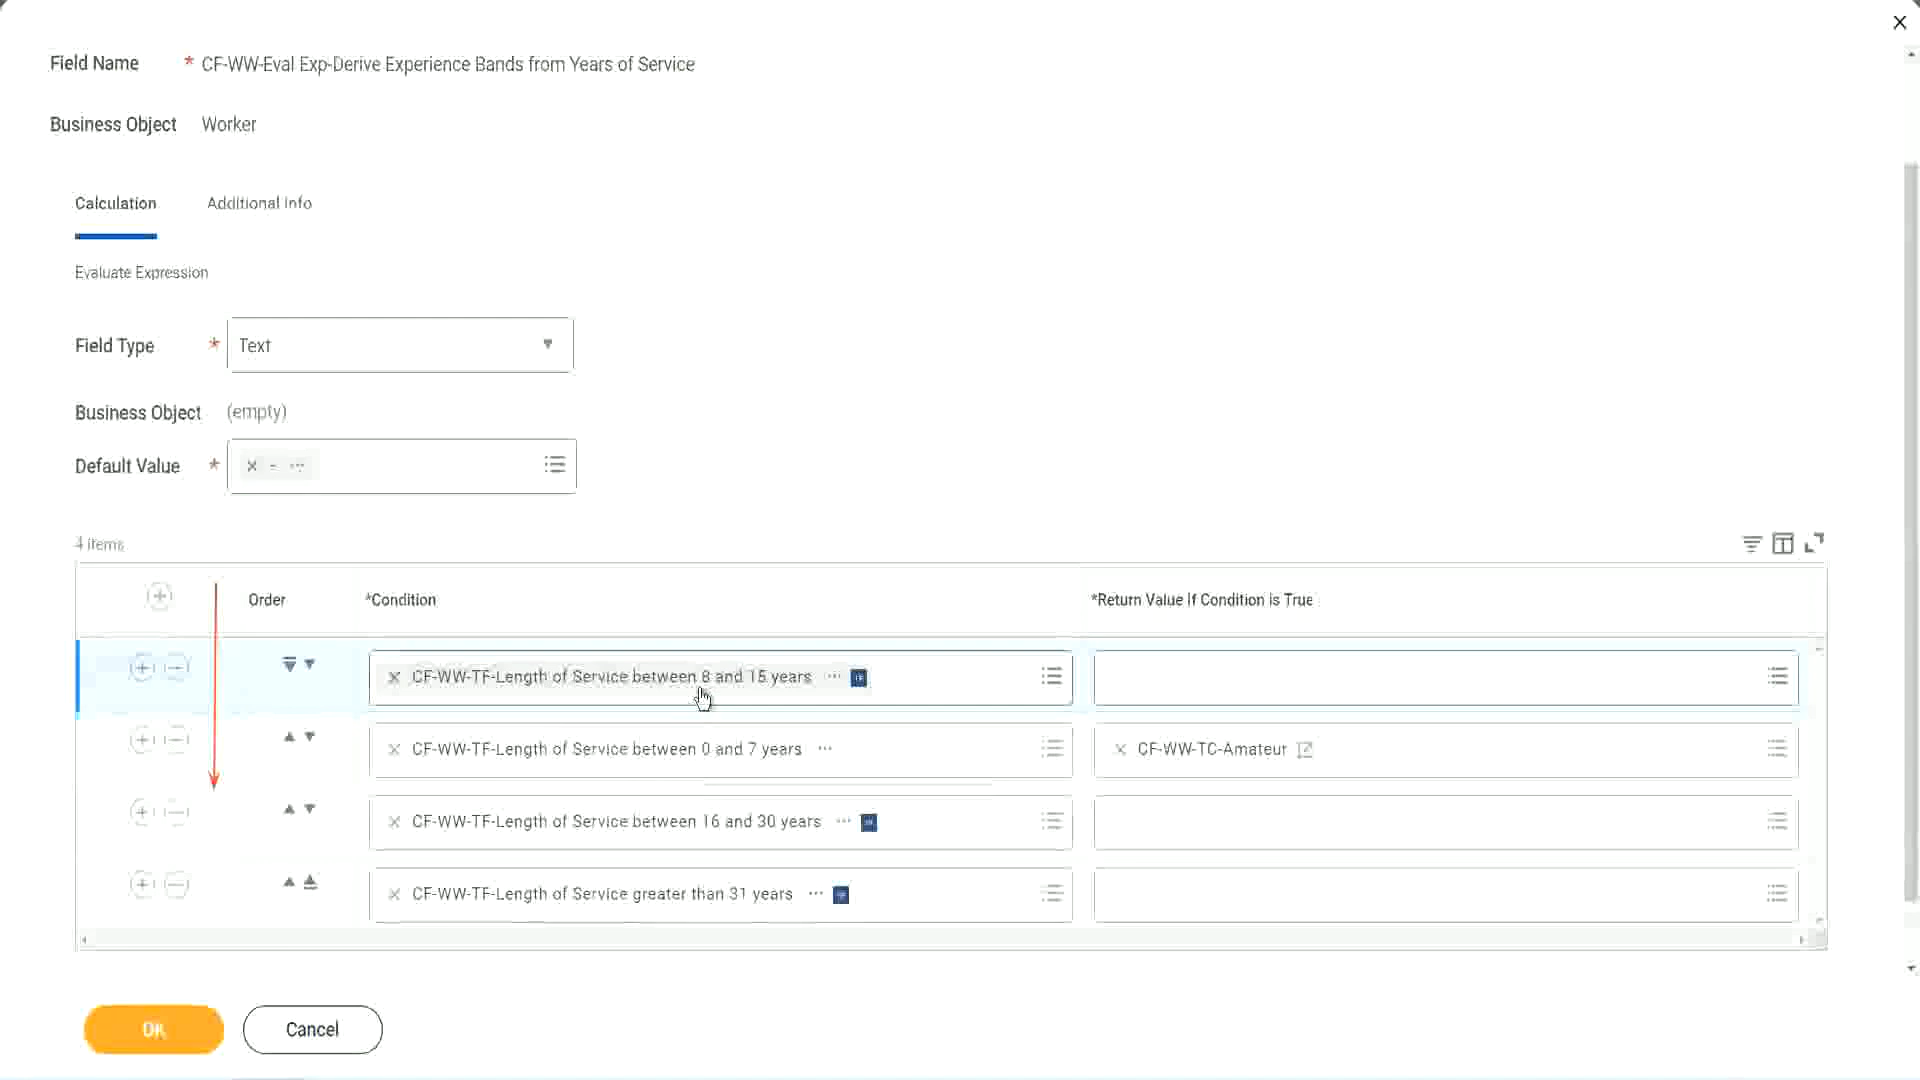 Field Name * CF-WW-Eval Exp-Derive Experience Bands from Years of Service
Business Object Worker
Calculation Additional Info
Evaluate Expression
Field Type * Text
Business Object (empty)
Default Value * × - ...
4 items
Order *Condition *Return Value if Condition is True
CF-WW-TF-Length of Service between 8 and 15 years ...
CF-WW-TF-Length of Service between 0 and 7 years ... CF-WW-TC-Amateur
CF-WW-TF-Length of Service between 16 and 30 years ...
CF-WW-TF-Length of Service greater than 31 years ...
OK Cancel